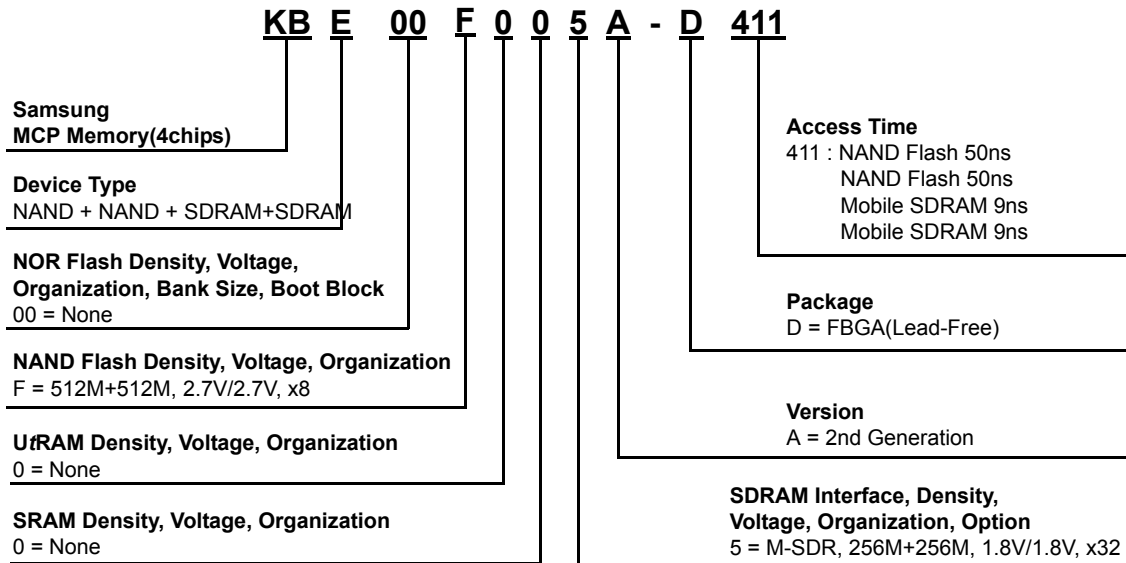 KB E 00 F 0 0 5 A - D 411
Samsung
MCP Memory(4chips)
Device Type
NAND + NAND + SDRAM+SDRAM
NOR Flash Density, Voltage,
Organization, Bank Size, Boot Block
00 = None
NAND Flash Density, Voltage, Organization
F = 512M+512M, 2.7V/2.7V, x8
UtRAM Density, Voltage, Organization
0 = None
SRAM Density, Voltage, Organization
0 = None
Access Time
411 : NAND Flash 50ns
NAND Flash 50ns
Mobile SDRAM 9ns
Mobile SDRAM 9ns
Package
D = FBGA(Lead-Free)
Version
A = 2nd Generation
SDRAM Interface, Density,
Voltage, Organization, Option
5 = M-SDR, 256M+256M, 1.8V/1.8V, x32